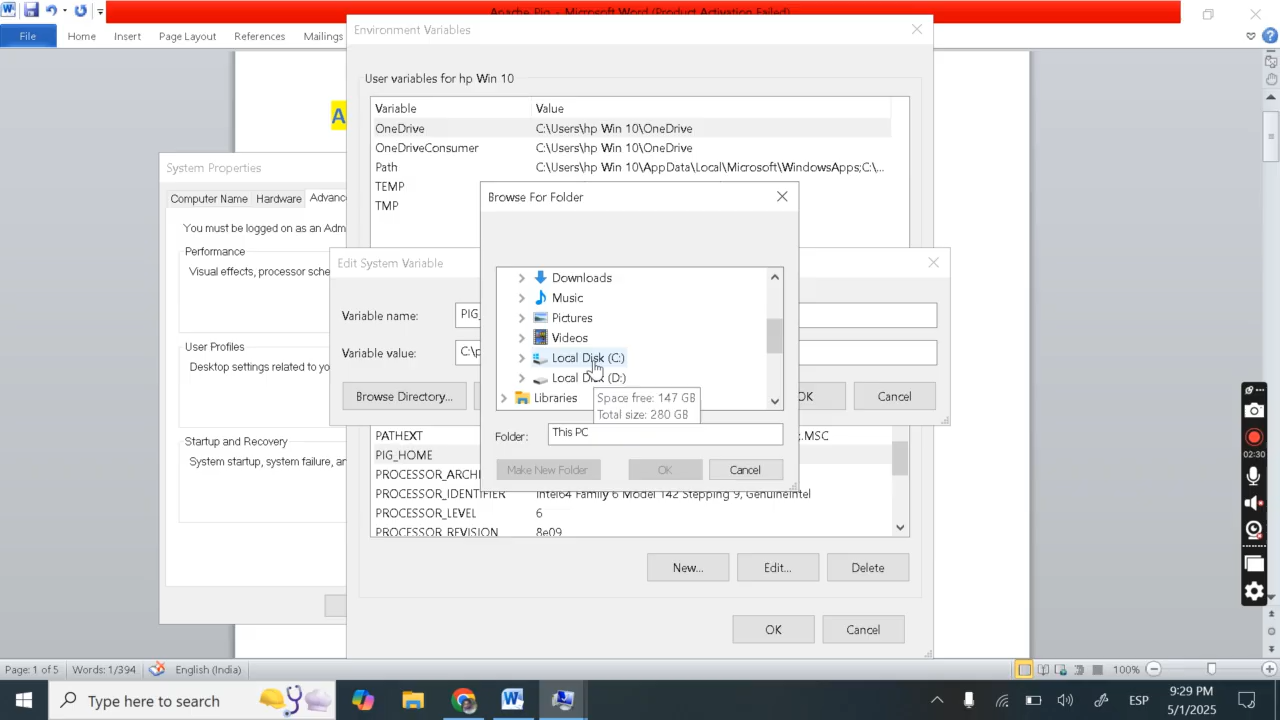 Apache Pig - Microsoft Word (Product Activation Failed)
File Home Insert Page Layout References Mailings
Environment Variables
User variables for hp Win 10
Variable Value
OneDrive C:\Users\hp Win 10\OneDrive
OneDriveConsumer C:\Users\hp Win 10\OneDrive
Path C:\Users\hp Win 10\AppData\Local\Microsoft\WindowsApps;C:\...
TEMP
TMP
A
System Properties
Computer Name Hardware Advanc
You must be logged on as an Adm
Performance
Visual effects, processor sche
User Profiles
Desktop settings related to yo
Startup and Recovery
System startup, system failure, an
Edit System Variable
Variable name: PIG_
Variable value: C:\p
Browse Directory...
OK Cancel
Browse For Folder
Downloads
Music
Pictures
Videos
Local Disk (C:)
Local Disk (D:)
Libraries
Space free: 147 GB
Total size: 280 GB
Folder: This PC
Make New Folder OK Cancel
PATHEXT ;.MSC
PIG_HOME
PROCESSOR_ARCHI
PROCESSOR_IDENTIFIER Intel64 Family 6 Model 142 Stepping 9, GenuineIntel
PROCESSOR_LEVEL 6
PROCESSOR_REVISION 8e09
New... Edit... Delete
OK Cancel
02:30
Page: 1 of 5 Words: 1/394 English (India) 100%
Type here to search
ESP
9:29 PM
5/1/2025